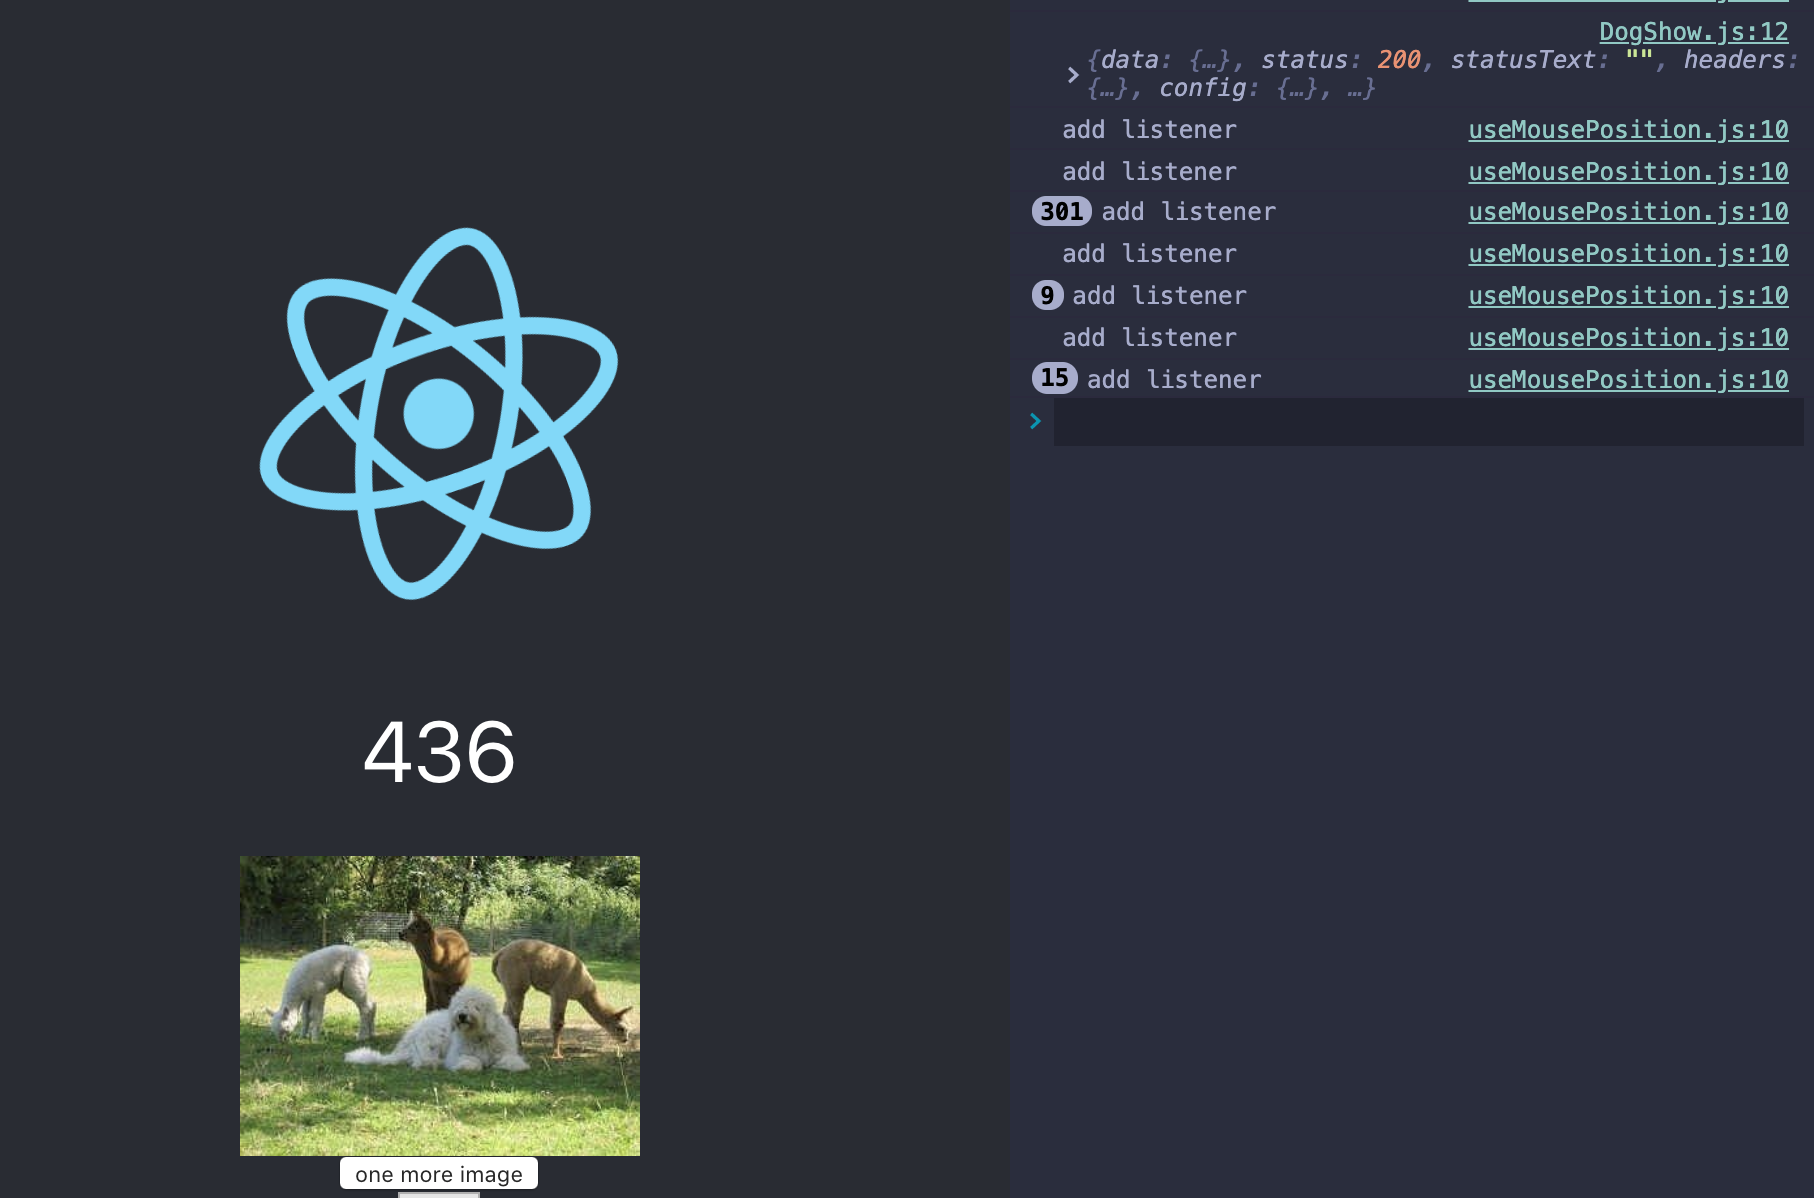 436
one more image
DogShow.js:12
{data: {…}, status: 200, statusText: "", headers:
{…}, config: {…}, …}
add listener useMousePosition.js:10
add listener useMousePosition.js:10
301 add listener useMousePosition.js:10
add listener useMousePosition.js:10
9 add listener useMousePosition.js:10
add listener useMousePosition.js:10
15 add listener useMousePosition.js:10